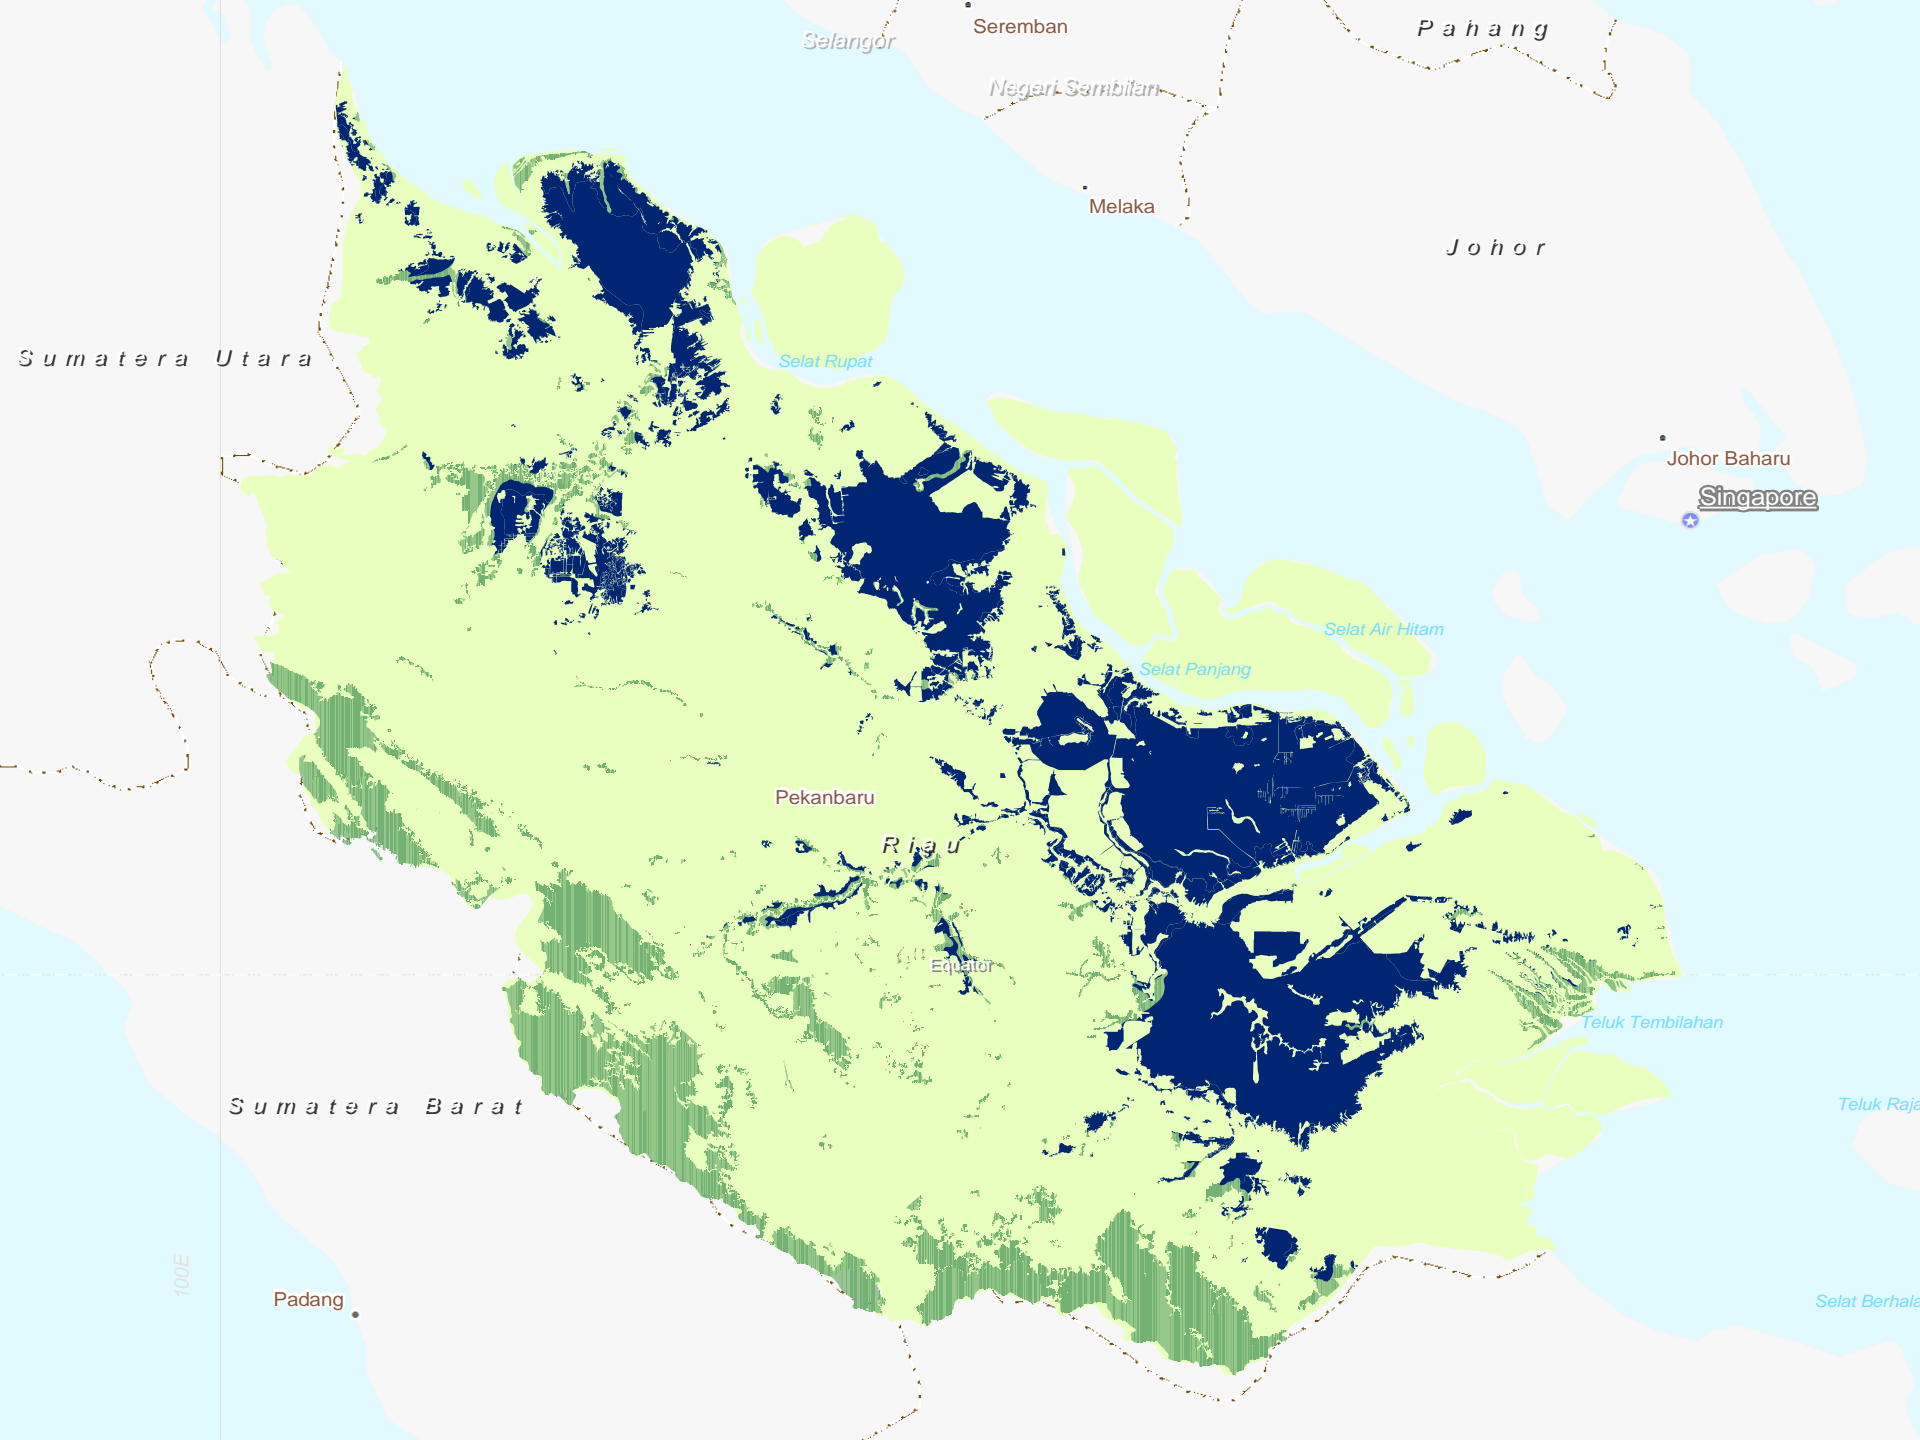 Seremban
Pahang
Selangor
Negeri Sembilan
Melaka
Johor
Sumatera Utara
Selat Rupat
Johor Baharu
Singapore
Selat Air Hitam
Selat Panjang
Pekanbaru
Riau
Equator
Teluk Tembilahan
Sumatera Barat
Teluk Raja
100E
Padang
Selat Berhala